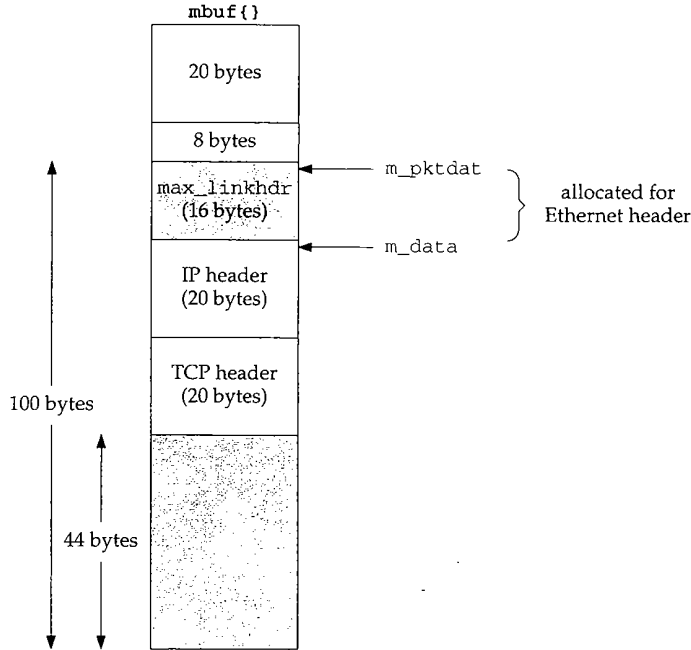 mbuf{}
20 bytes
8 bytes
m_pktdat
max_linkhdr
(16 bytes)
allocated for
Ethernet header
m_data
IP header
(20 bytes)
TCP header
(20 bytes)
100 bytes
44 bytes